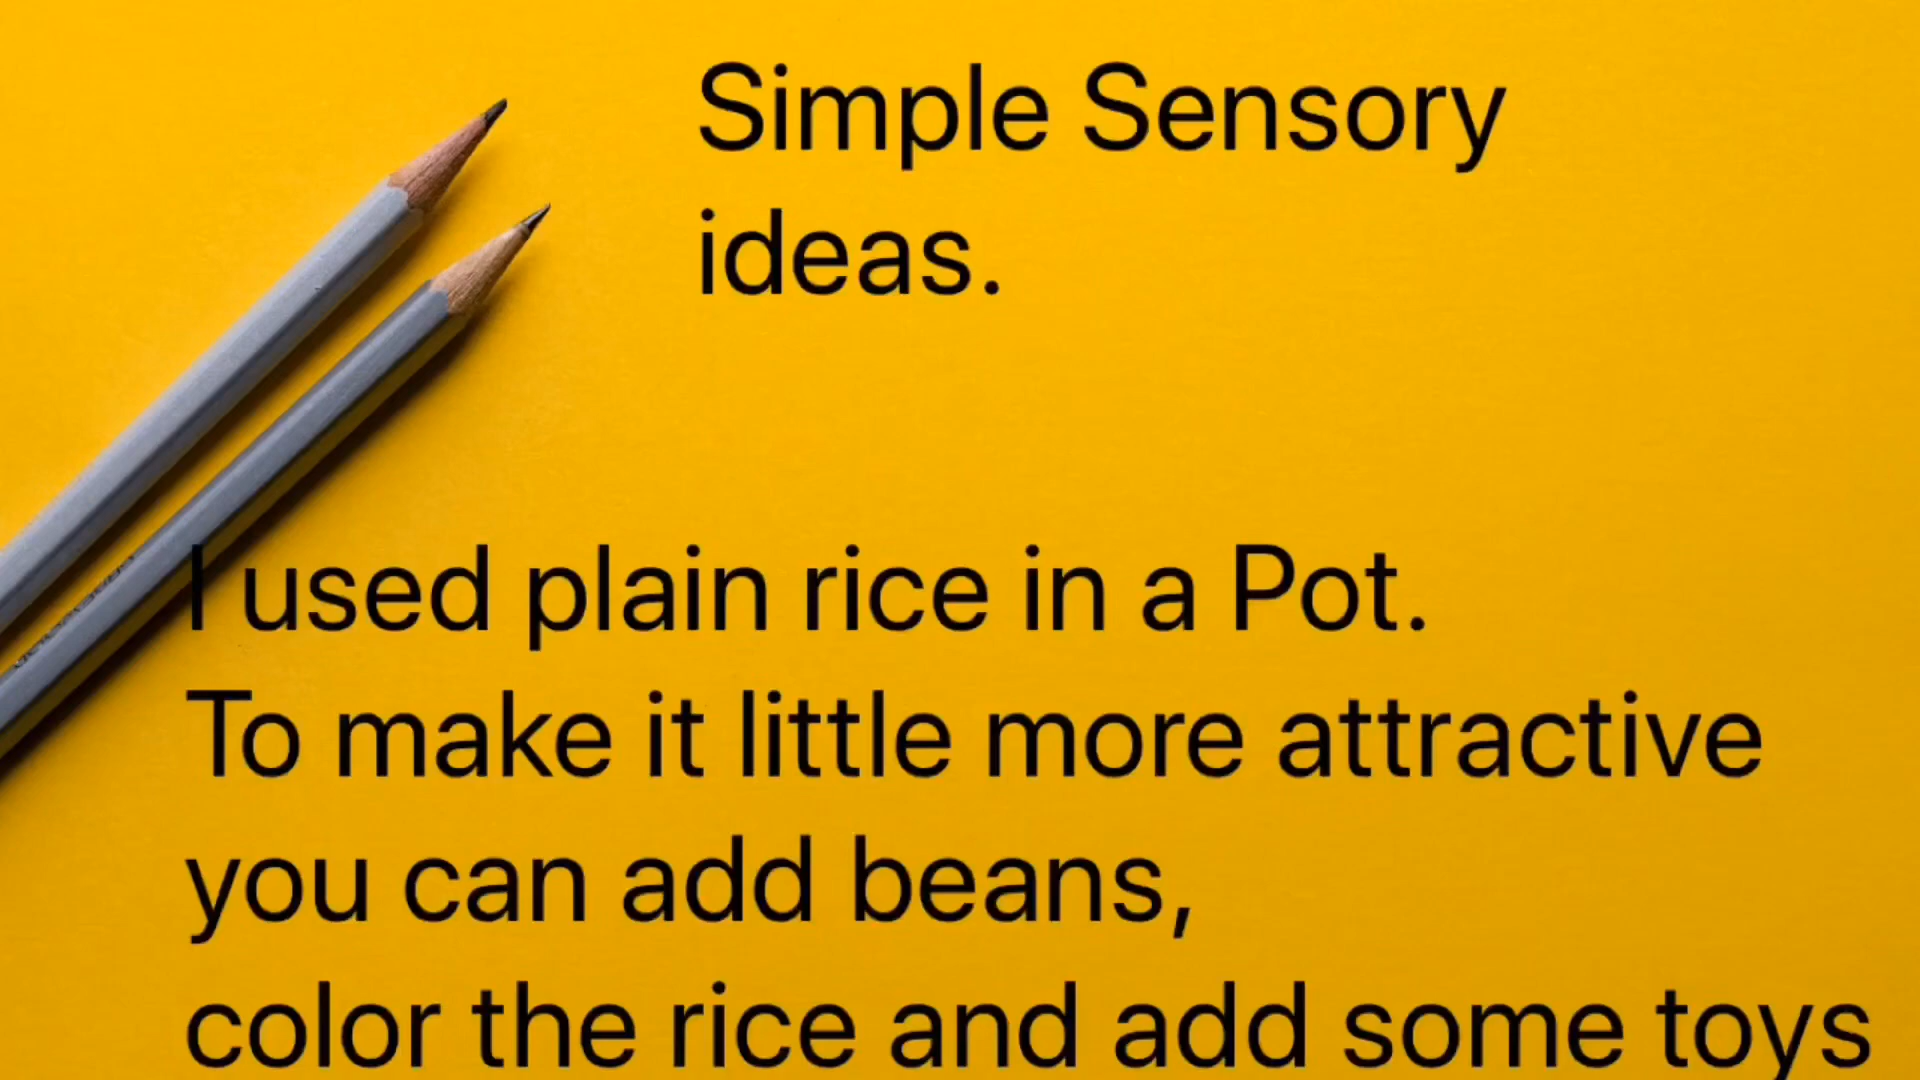 Simple Sensory
ideas.
I used plain rice in a Pot.
To make it little more attractive
you can add beans,
color the rice and add some toys